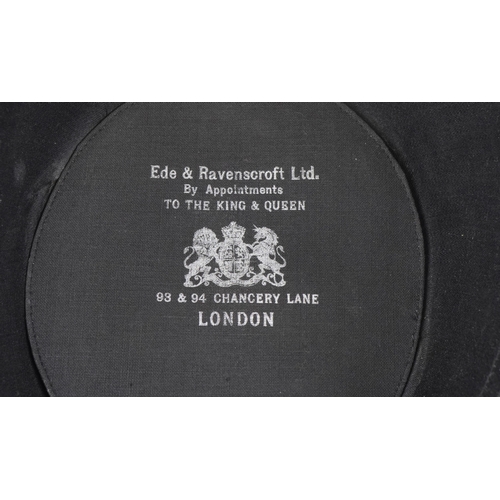 Ede & Ravenscroft Ltd.
By Appointments
TO THE KING & QUEEN
93 & 94 CHANCERY LANE
LONDON